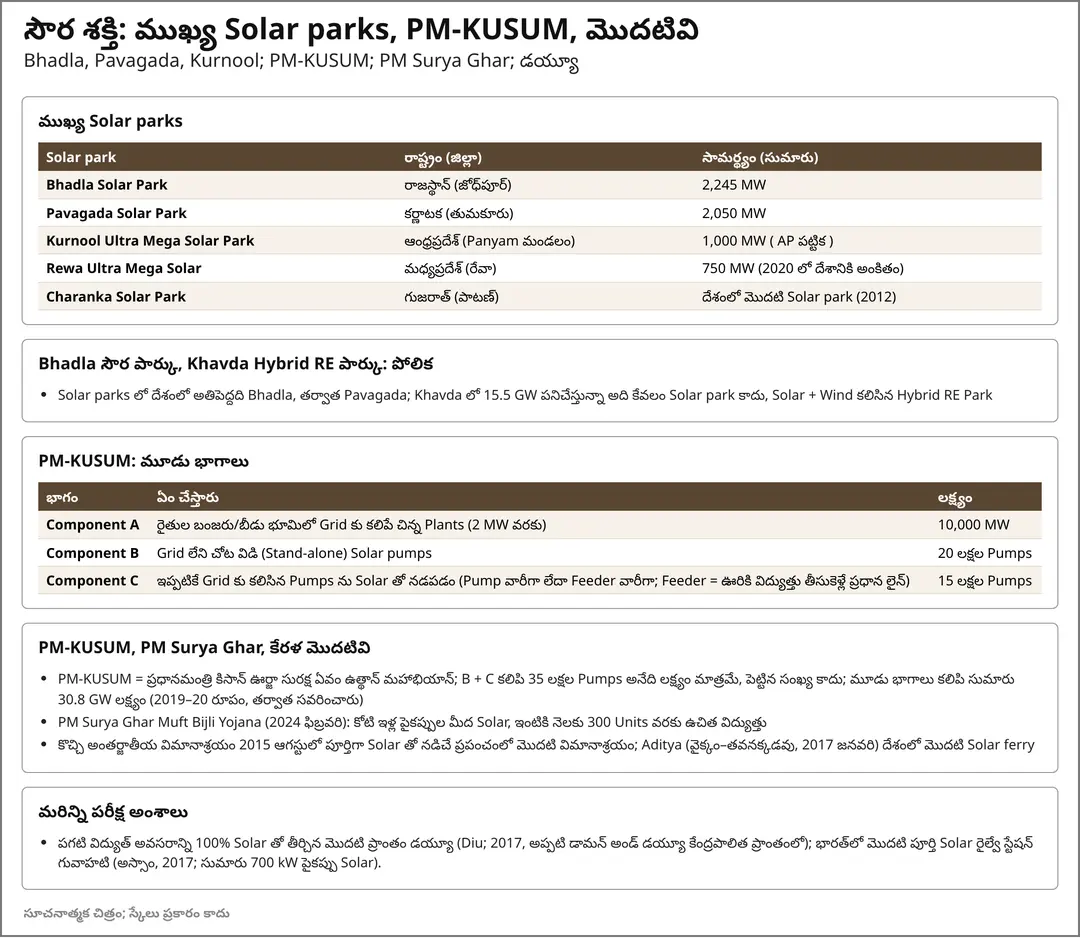 సౌర శక్తి: ముఖ్య Solar parks, PM-KUSUM, మొదటివి
Bhadla, Pavagada, Kurnool; PM-KUSUM; PM Surya Ghar; డయ్యూ
ముఖ్య Solar parks
Solar park రాష్ట్రం (జిల్లా) సామర్థ్యం (సుమారు)
Bhadla Solar Park రాజస్థాన్ (జోధ్‌పూర్) 2,245 MW
Pavagada Solar Park కర్ణాటక (తుమకూరు) 2,050 MW
Kurnool Ultra Mega Solar Park ఆంధ్రప్రదేశ్ (Panyam మండలం) 1,000 MW ( AP పట్టిక )
Rewa Ultra Mega Solar మధ్యప్రదేశ్ (రేవా) 750 MW (2020 లో దేశానికి అంకితం)
Charanka Solar Park గుజరాత్ (పాటణ్) దేశంలో మొదటి Solar park (2012)
Bhadla సౌర పార్కు, Khavda Hybrid RE పార్కు: పోలిక
• Solar parks లో దేశంలో అతిపెద్దది Bhadla, తర్వాత Pavagada; Khavda లో 15.5 GW పనిచేస్తున్నా అది కేవలం Solar park కాదు, Solar + Wind కలిసిన Hybrid RE Park
PM-KUSUM: మూడు భాగాలు
భాగం ఏం చేస్తారు లక్ష్యం
Component A రైతుల బంజరు/బీడు భూమిలో Grid కు కలిపే చిన్న Plants (2 MW వరకు) 10,000 MW
Component B Grid లేని చోట విడి (Stand-alone) Solar pumps 20 లక్షల Pumps
Component C ఇప్పటికే Grid కు కలిసిన Pumps ను Solar తో నడపడం (Pump వారీగా లేదా Feeder వారీగా; Feeder = ఊరికి విద్యుత్తు తీసుకెళ్లే ప్రధాన లైన్) 15 లక్షల Pumps
PM-KUSUM, PM Surya Ghar, కేరళ మొదటివి
• PM-KUSUM = ప్రధానమంత్రి కిసాన్ ఊర్జా సురక్ష ఏవం ఉత్థాన్ మహాభియాన్; B + C కలిపి 35 లక్షల Pumps అనేది లక్ష్యం మాత్రమే, పెట్టిన సంఖ్య కాదు; మూడు భాగాలు కలిపి సుమారు
30.8 GW లక్ష్యం (2019–20 రూపం, తర్వాత సవరించారు)
• PM Surya Ghar Muft Bijli Yojana (2024 ఫిబ్రవరి): కోటి ఇళ్ల పైకప్పుల మీద Solar, ఇంటికి నెలకు 300 Units వరకు ఉచిత విద్యుత్తు
• కొచ్చి అంతర్జాతీయ విమానాశ్రయం 2015 ఆగస్టులో పూర్తిగా Solar తో నడిచే ప్రపంచంలో మొదటి విమానాశ్రయం; Aditya (వైక్కం–తవనక్కడవు, 2017 జనవరి) దేశంలో మొదటి Solar ferry
మరిన్ని పరీక్ష అంశాలు
• పగటి విద్యుత్ అవసరాన్ని 100% Solar తో తీర్చిన మొదటి ప్రాంతం డయ్యూ (Diu; 2017, అప్పటి డామన్ అండ్ డయ్యూ కేంద్రపాలిత ప్రాంతంలో); భారత్‌లో మొదటి పూర్తి Solar రైల్వే స్టేషన్
గువాహటి (అస్సాం, 2017; సుమారు 700 kW పైకప్పు Solar).
సూచనాత్మక చిత్రం; స్కేలు ప్రకారం కాదు